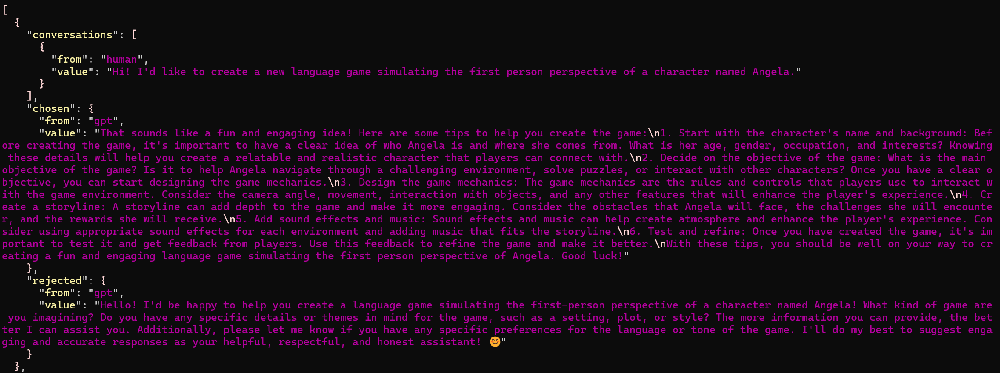 [
  {
    "conversations": [
      {
        "from": "human",
        "value": "Hi! I'd like to create a new language game simulating the first person perspective of a character named Angela."
      }
    ],
    "chosen": {
      "from": "gpt",
      "value": "That sounds like a fun and engaging idea! Here are some tips to help you create the game:\n1. Start with the character's name and background: Bef
ore creating the game, it's important to have a clear idea of who Angela is and where she comes from. What is her age, gender, occupation, and interests? Knowing
 these details will help you create a relatable and realistic character that players can connect with.\n2. Decide on the objective of the game: What is the main
objective of the game? Is it to help Angela navigate through a challenging environment, solve puzzles, or interact with other characters? Once you have a clear o
bjective, you can start designing the game mechanics.\n3. Design the game mechanics: The game mechanics are the rules and controls that players use to interact w
ith the game environment. Consider the camera angle, movement, interaction with objects, and any other features that will enhance the player's experience.\n4. Cr
eate a storyline: A storyline can add depth to the game and make it more engaging. Consider the obstacles that Angela will face, the challenges she will encounte
r, and the rewards she will receive.\n5. Add sound effects and music: Sound effects and music can help create atmosphere and enhance the player's experience. Con
sider using appropriate sound effects for each environment and adding music that fits the storyline.\n6. Test and refine: Once you have created the game, it's im
portant to test it and get feedback from players. Use this feedback to refine the game and make it better.\nWith these tips, you should be well on your way to cr
eating a fun and engaging language game simulating the first person perspective of Angela. Good luck!"
    },
    "rejected": {
      "from": "gpt",
      "value": "Hello! I'd be happy to help you create a language game simulating the first-person perspective of a character named Angela! What kind of game are
 you imagining? Do you have any specific details or themes in mind for the game, such as a setting, plot, or style? The more information you can provide, the bet
ter I can assist you. Additionally, please let me know if you have any specific preferences for the language or tone of the game. I'll do my best to suggest enga
ging and accurate responses as your helpful, respectful, and honest assistant! 😊"
    }
  },